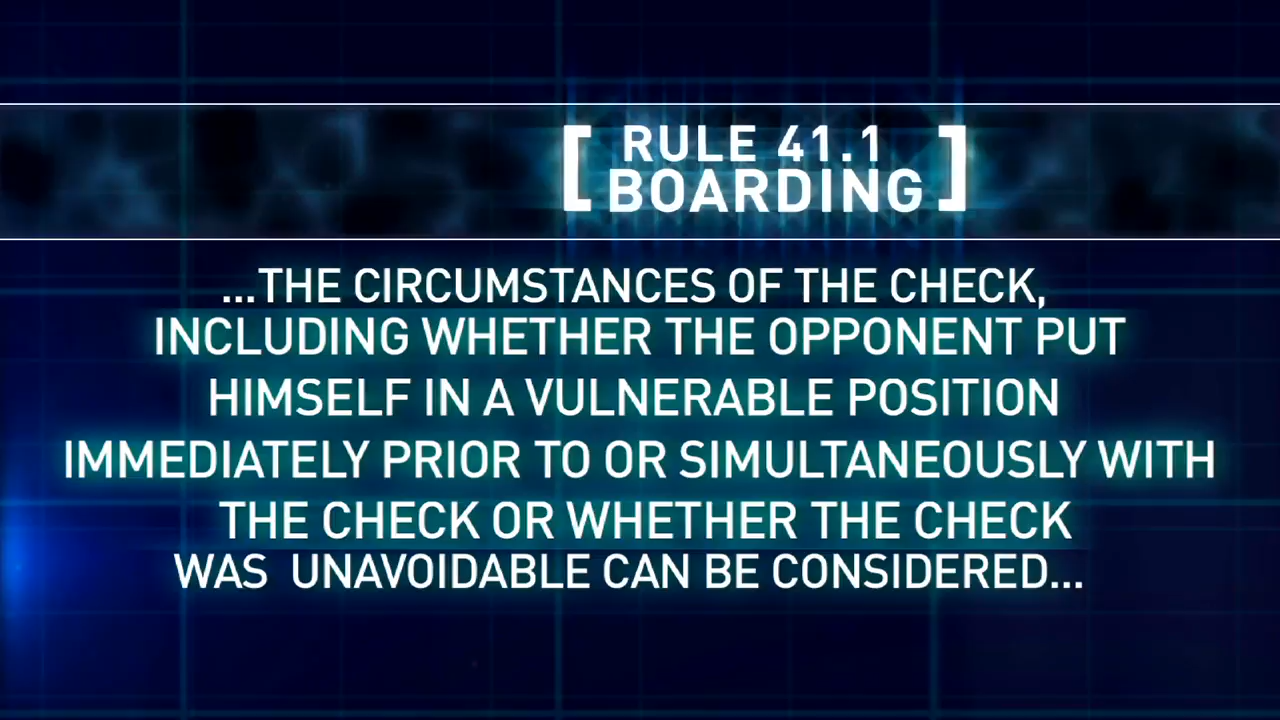 [ RULE 41.1
BOARDING ]
...THE CIRCUMSTANCES OF THE CHECK,
INCLUDING WHETHER THE OPPONENT PUT
HIMSELF IN A VULNERABLE POSITION
IMMEDIATELY PRIOR TO OR SIMULTANEOUSLY WITH
THE CHECK OR WHETHER THE CHECK
WAS  UNAVOIDABLE CAN BE CONSIDERED...